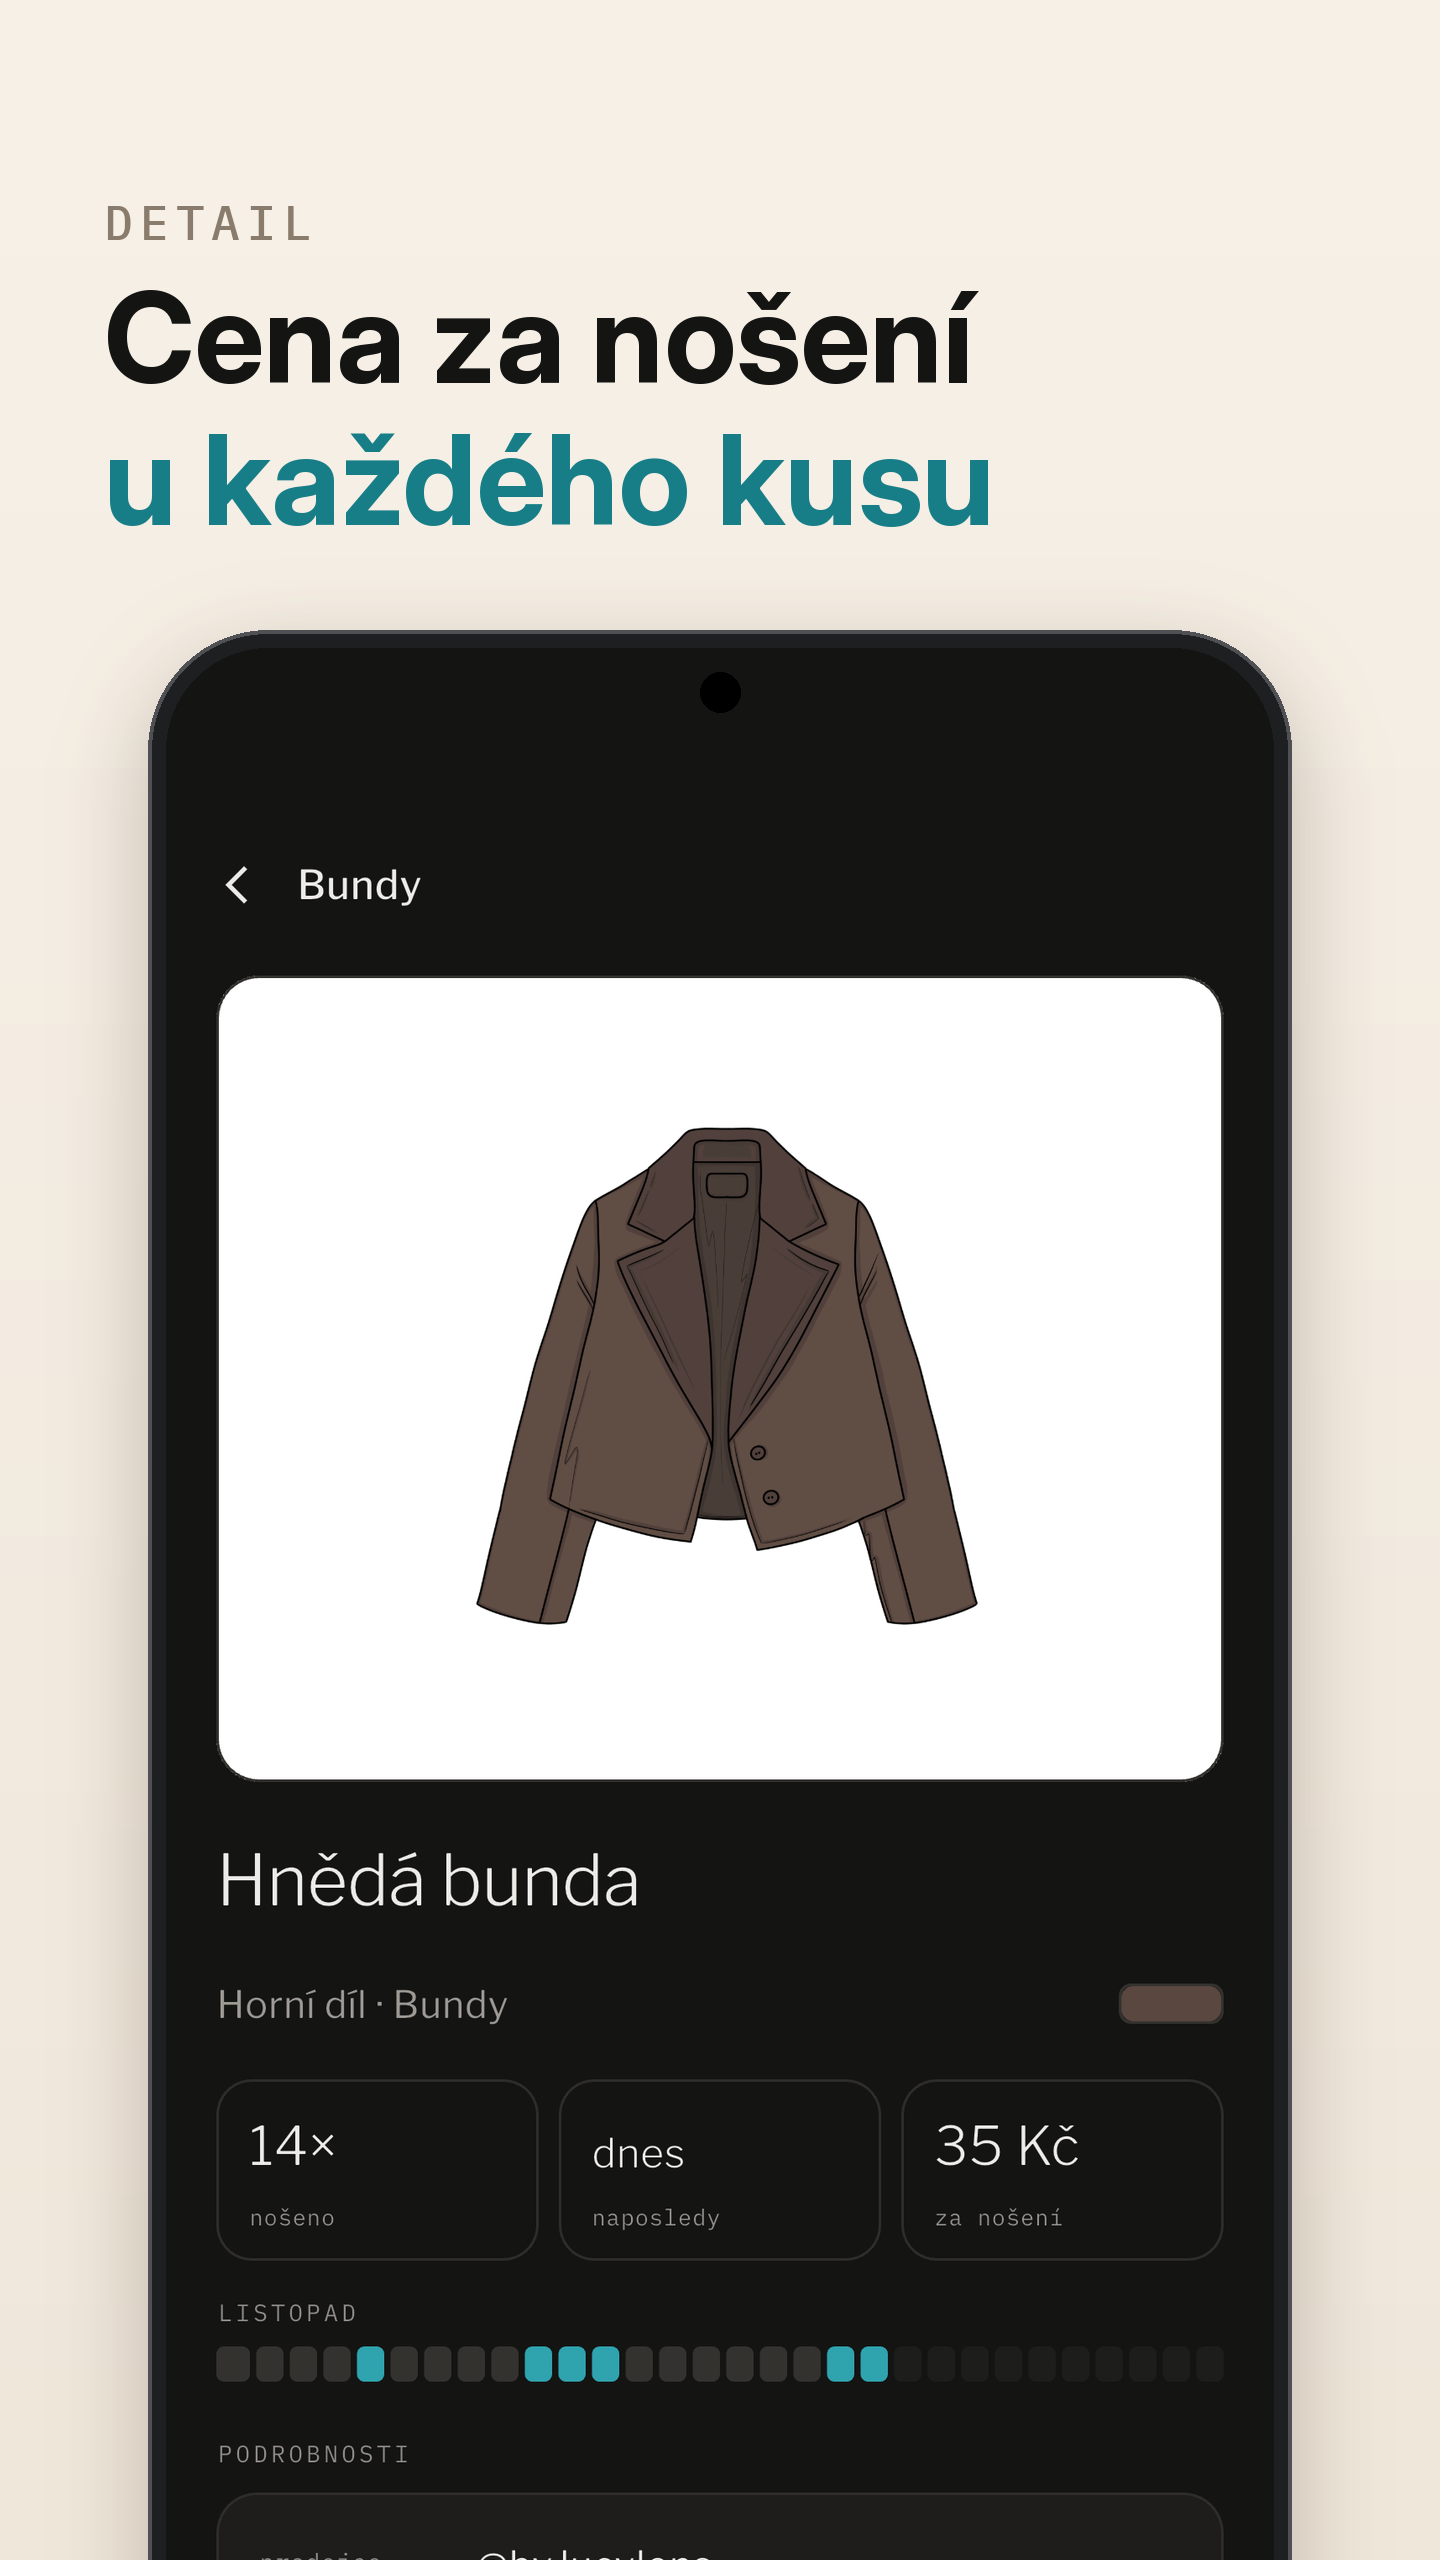 DETAIL
Cena za nošení
u každého kusu
Bundy
Hnědá bunda
Horní díl · Bundy
14× dnes 35 Kč
nošeno naposledy za nošení
LISTOPAD
PODROBNOSTI